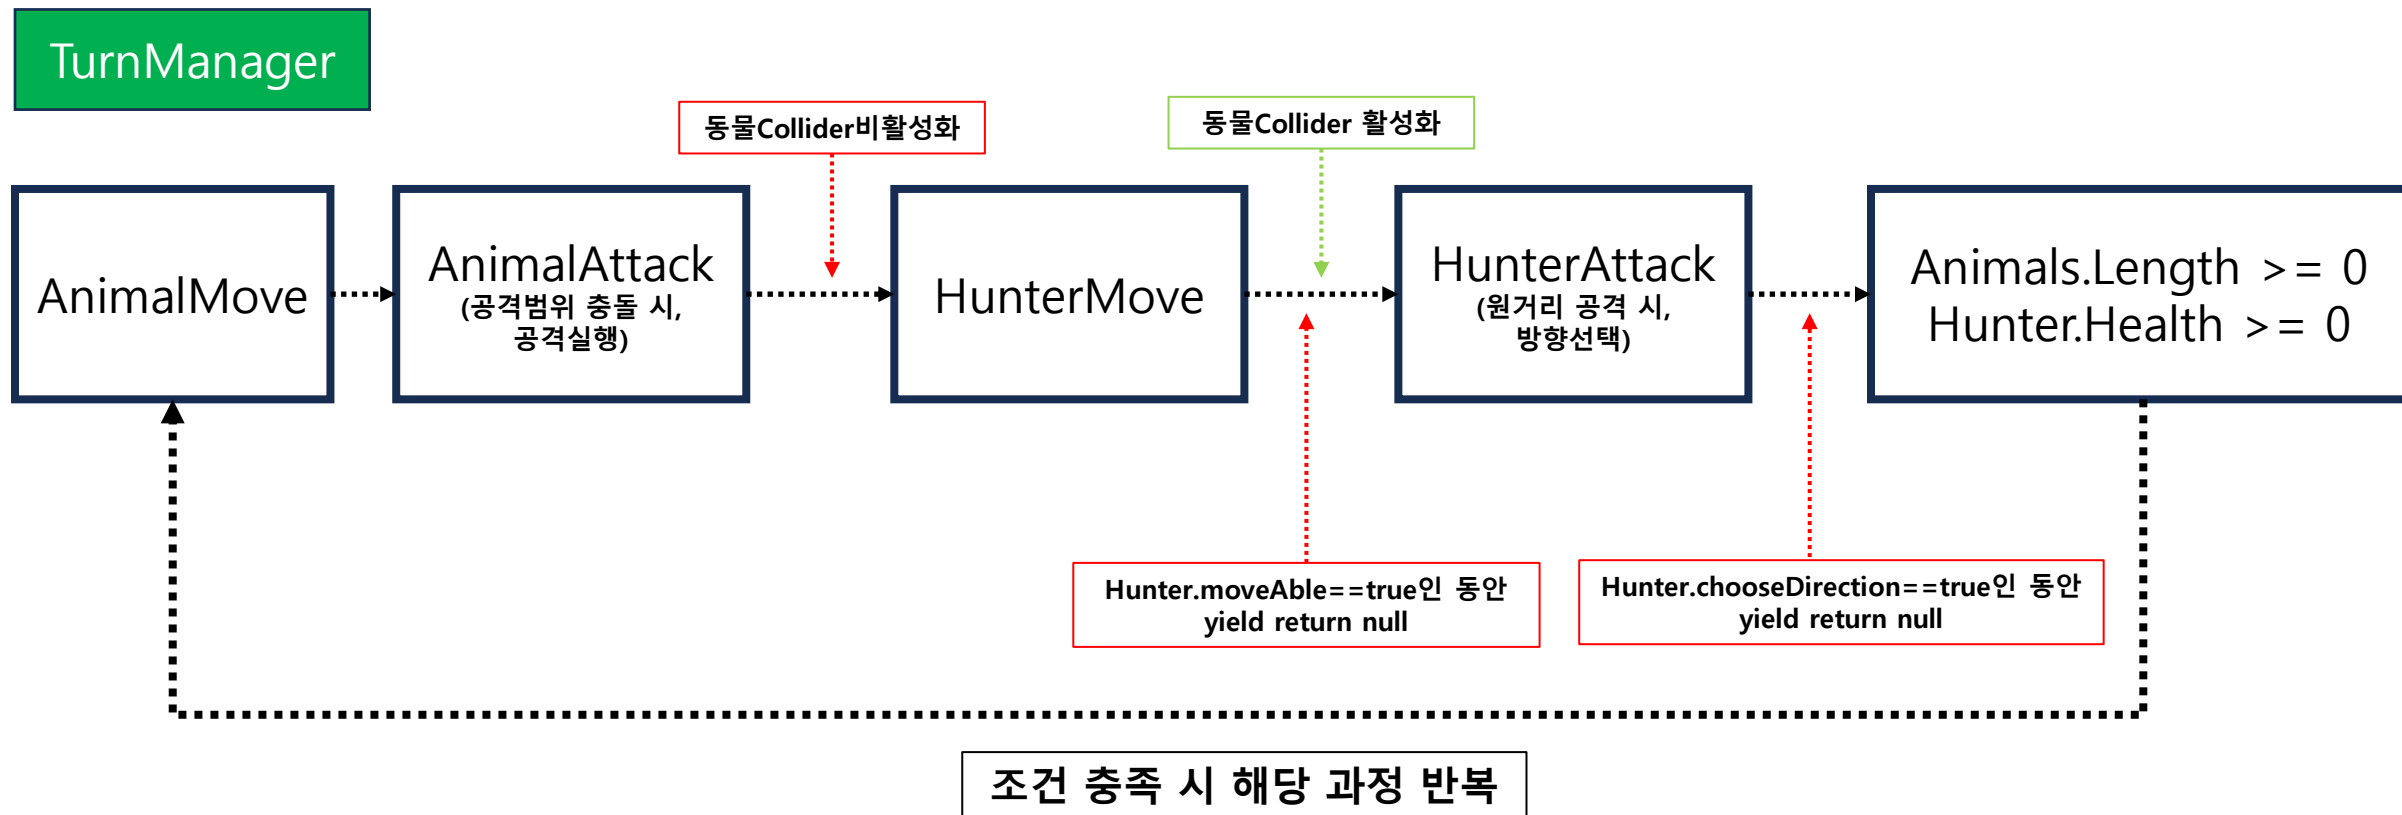 TurnManager
동물Collider비활성화
동물Collider 활성화
AnimalMove
AnimalAttack
(공격범위 충돌 시,
공격실행)
HunterMove
HunterAttack
(원거리 공격 시,
방향선택)
Animals.Length >= 0
Hunter.Health >= 0
Hunter.moveAble==true인 동안
yield return null
Hunter.chooseDirection==true인 동안
yield return null
조건 충족 시 해당 과정 반복